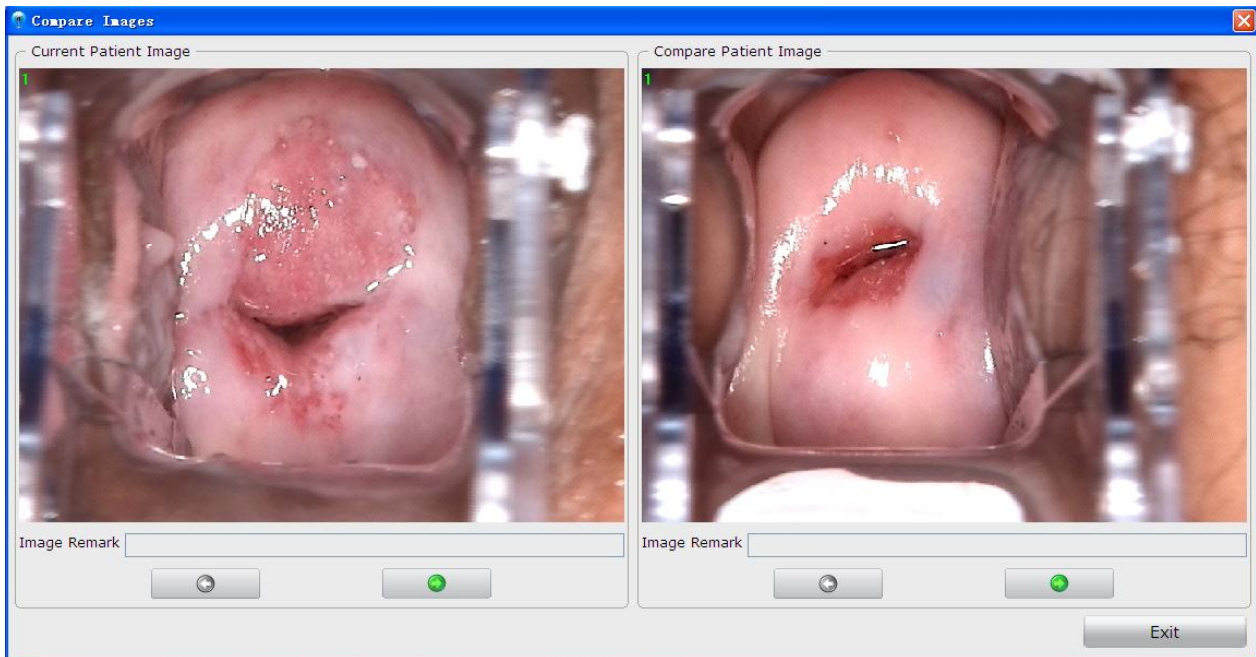 Compare Images
Current Patient Image
1
Image Remark
Compare Patient Image
1
Image Remark
Exit